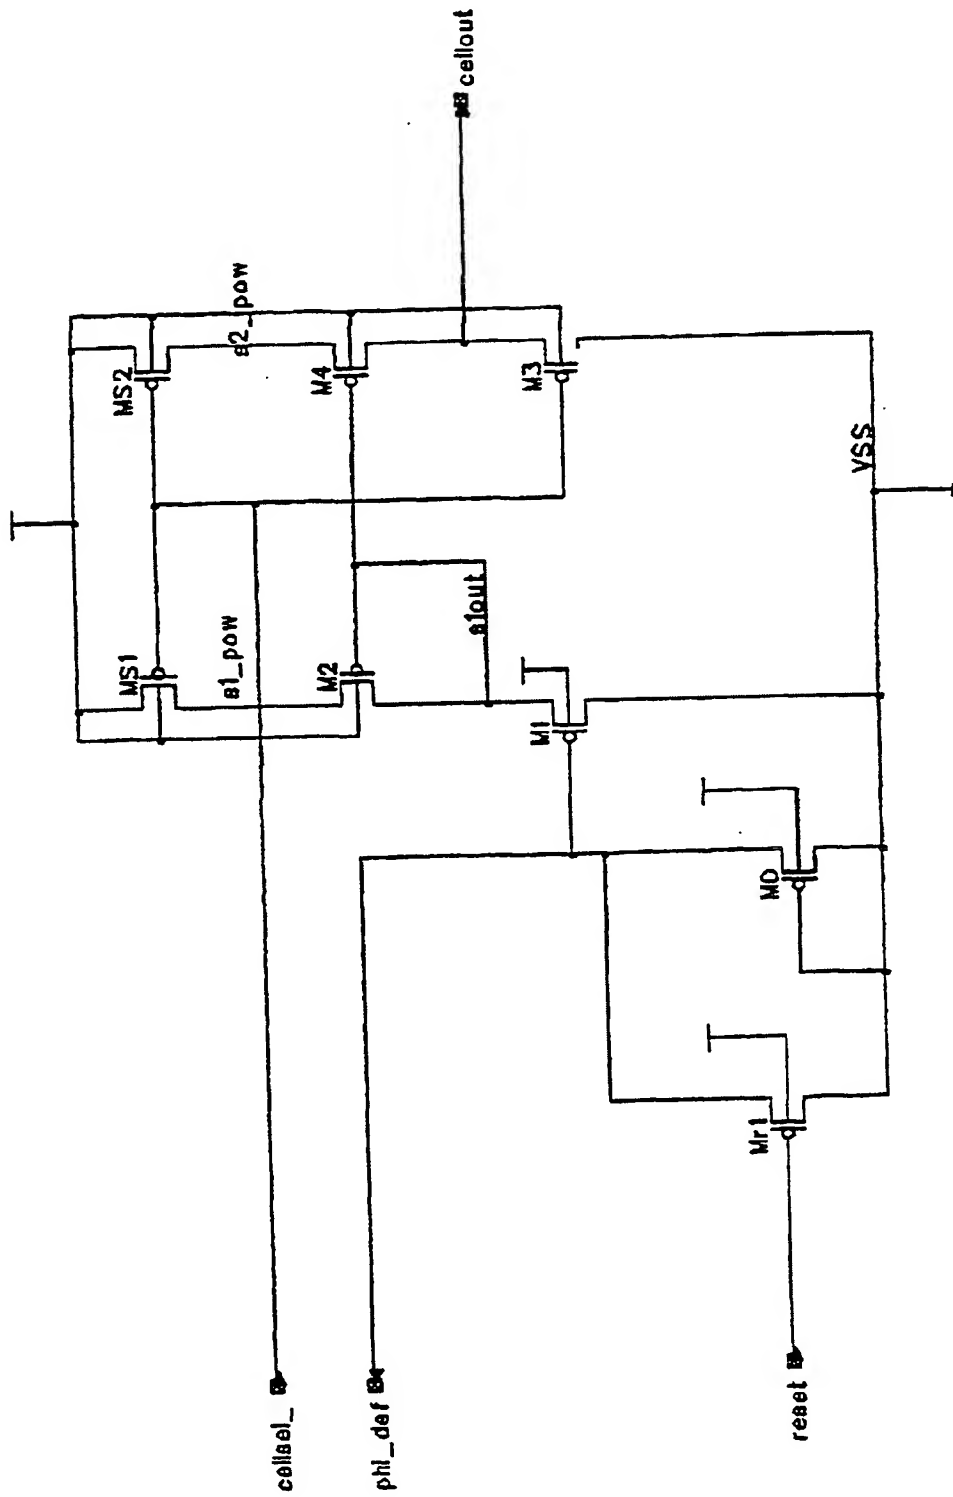 MS1
MS2
s1_pow
s2_pow
M2
M4
s1out
cellout
M1
M3
cellsel_
phi_def
MD
VSS
Mr1
reset